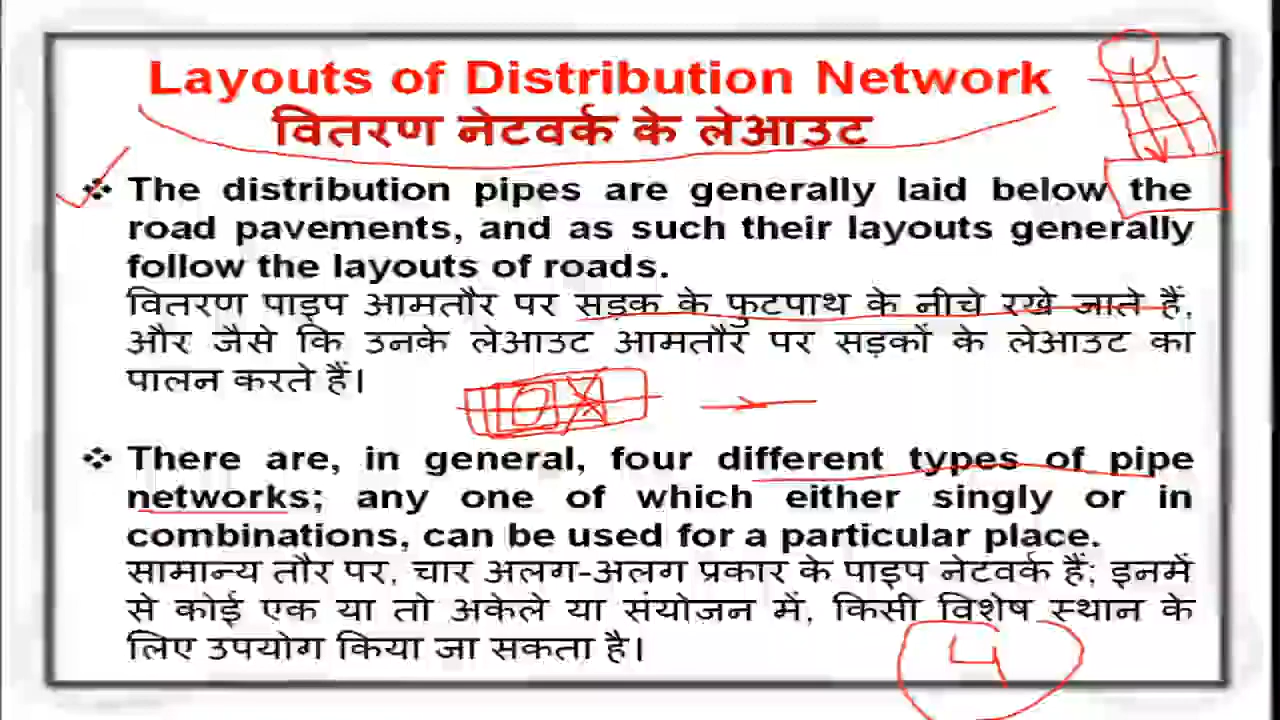 Layouts of Distribution Network
वितरण नेटवर्क के लेआउट
❖ The distribution pipes are generally laid below the
road pavements, and as such their layouts generally
follow the layouts of roads.
वितरण पाइप आमतौर पर सड़क के फुटपाथ के नीचे रखे जाते हैं,
और जैसे कि उनके लेआउट आमतौर पर सड़कों के लेआउट का
पालन करते हैं।
❖ There are, in general, four different types of pipe
networks; any one of which either singly or in
combinations, can be used for a particular place.
सामान्य तौर पर, चार अलग-अलग प्रकार के पाइप नेटवर्क हैं; इनमें
से कोई एक या तो अकेले या संयोजन में, किसी विशेष स्थान के
लिए उपयोग किया जा सकता है।
4